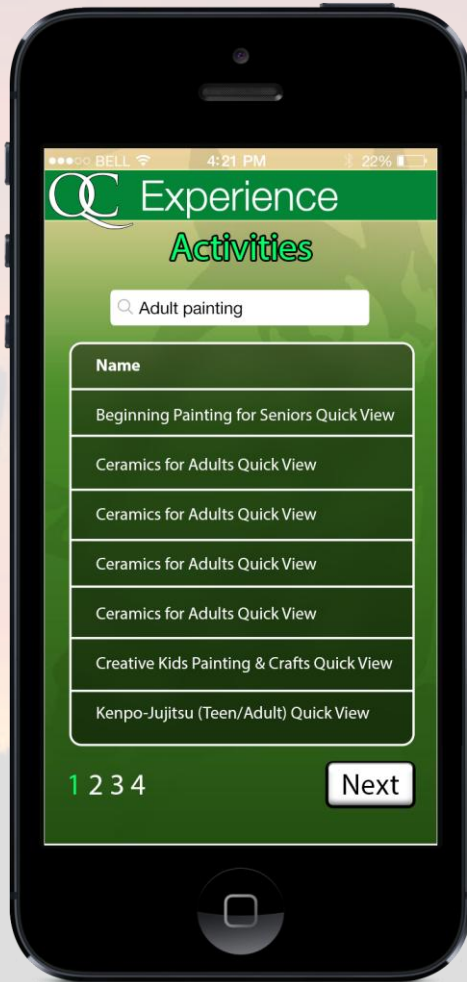 BELL 4:21 PM 22%
QC Experience
Activities
Adult painting
Name
Beginning Painting for Seniors Quick View
Ceramics for Adults Quick View
Ceramics for Adults Quick View
Ceramics for Adults Quick View
Ceramics for Adults Quick View
Creative Kids Painting & Crafts Quick View
Kenpo-Jujitsu (Teen/Adult) Quick View
1 2 3 4 Next